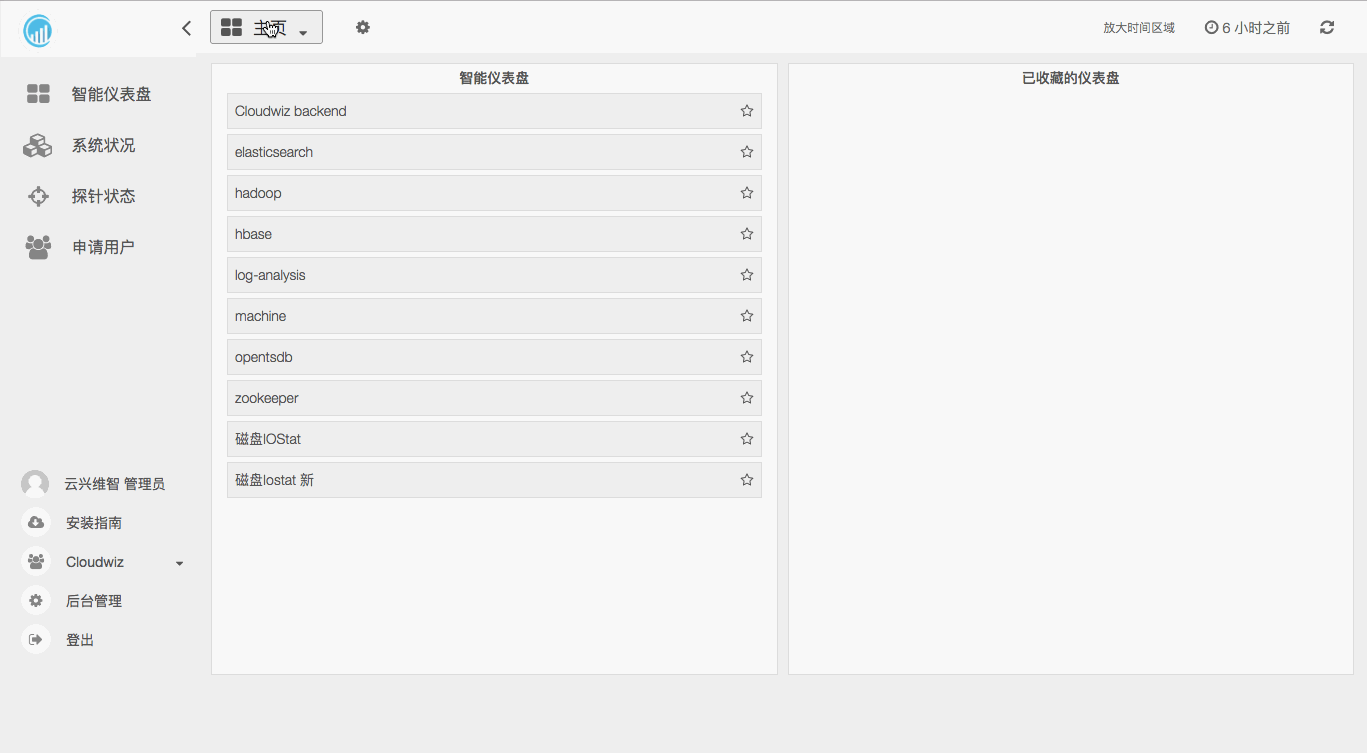 主页
放大时间区域
6 小时之前
智能仪表盘
系统状况
探针状态
申请用户
云兴维智 管理员
安装指南
Cloudwiz
后台管理
登出
智能仪表盘
Cloudwiz backend
elasticsearch
hadoop
hbase
log-analysis
machine
opentsdb
zookeeper
磁盘IOStat
磁盘Iostat 新
已收藏的仪表盘